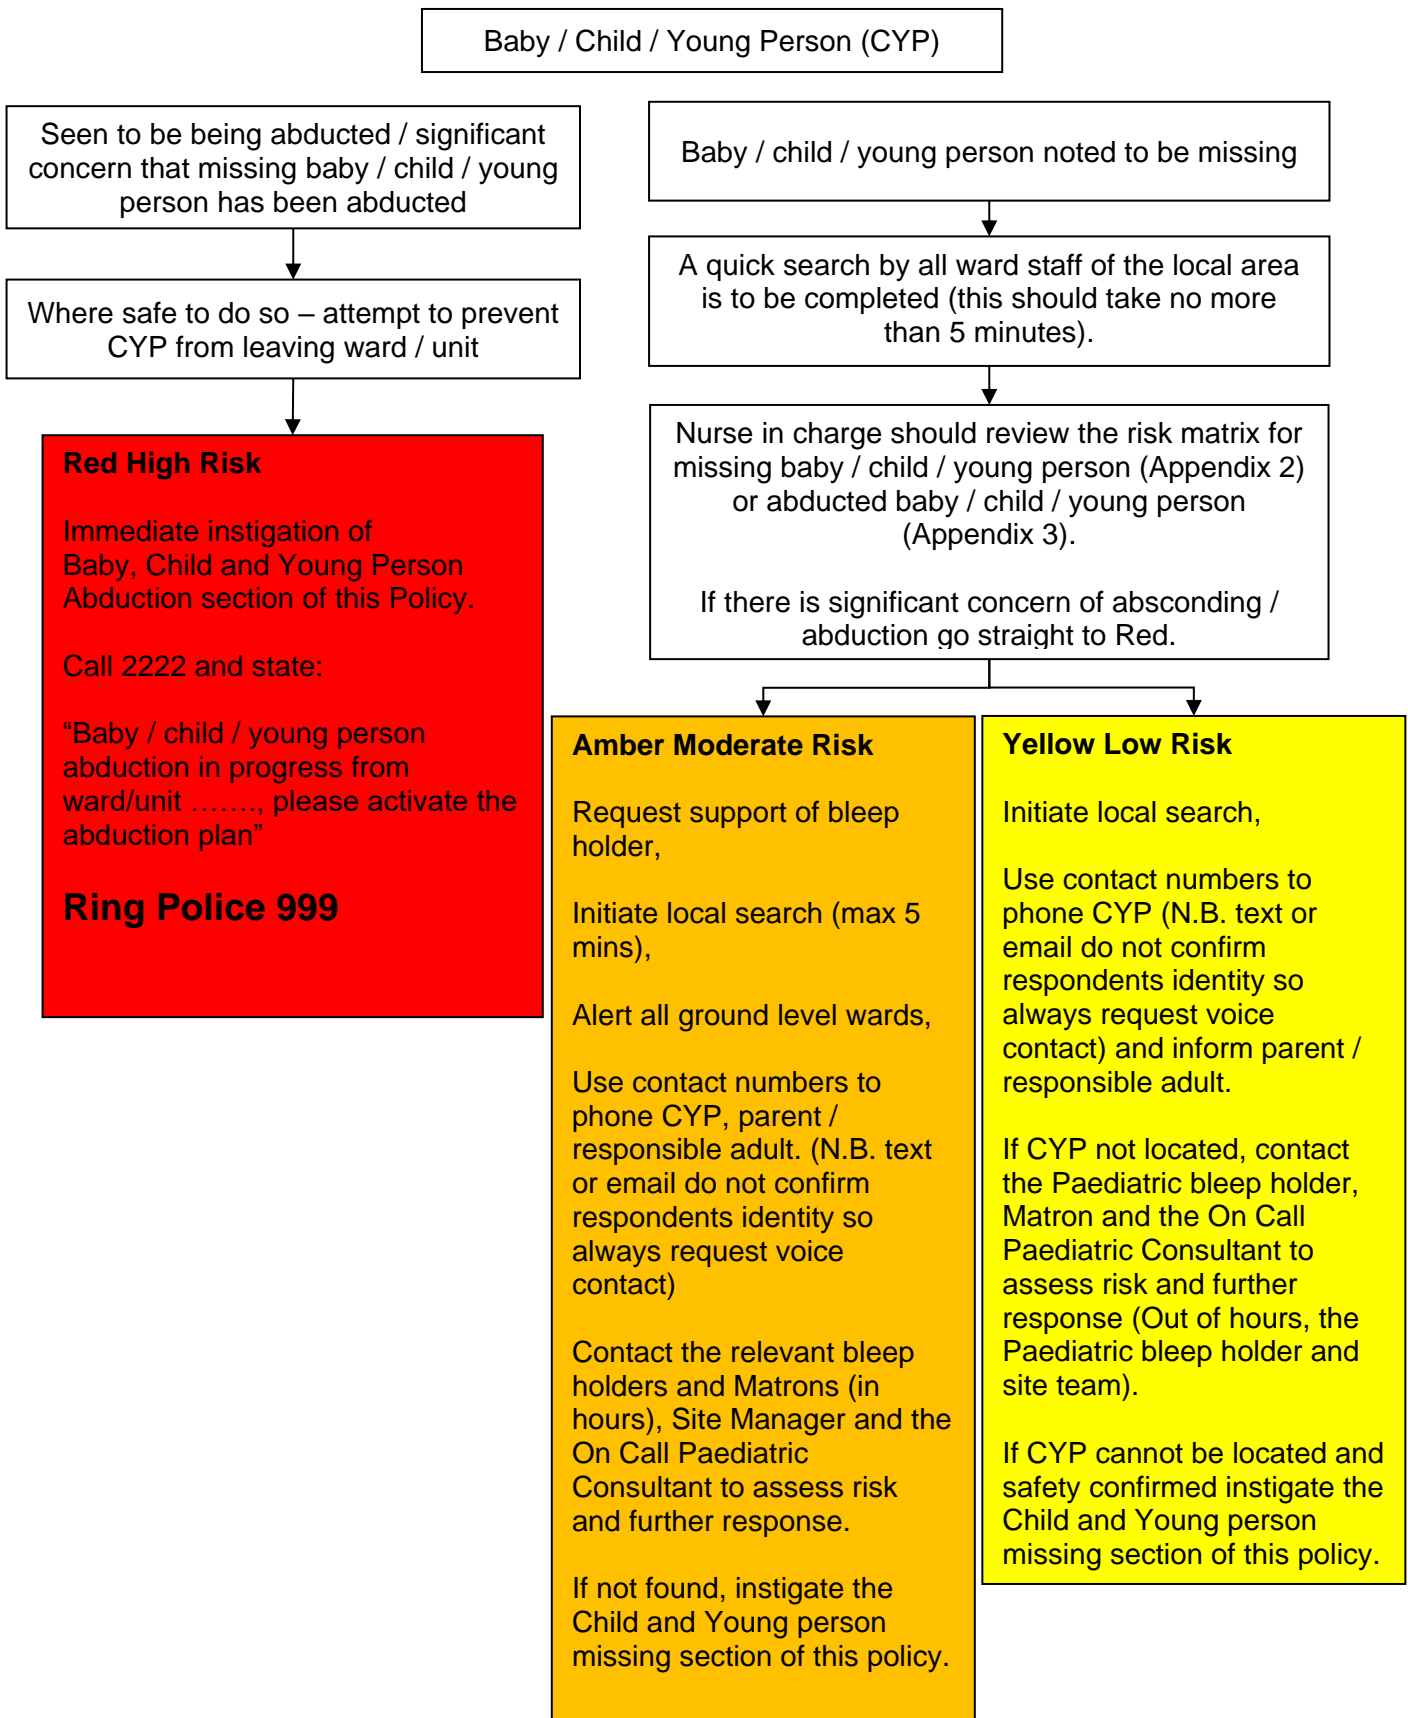 Baby / Child / Young Person (CYP)
Seen to be being abducted / significant
concern that missing baby / child / young
person has been abducted
Where safe to do so – attempt to prevent
CYP from leaving ward / unit
Red High Risk
Immediate instigation of
Baby, Child and Young Person
Abduction section of this Policy.
Call 2222 and state:
“Baby / child / young person
abduction in progress from
ward/unit ……., please activate the
abduction plan”
Ring Police 999
Baby / child / young person noted to be missing
A quick search by all ward staff of the local area
is to be completed (this should take no more
than 5 minutes).
Nurse in charge should review the risk matrix for
missing baby / child / young person (Appendix 2)
or abducted baby / child / young person
(Appendix 3).
If there is significant concern of absconding /
abduction go straight to Red.
Amber Moderate Risk
Request support of bleep
holder,
Initiate local search (max 5
mins),
Alert all ground level wards,
Use contact numbers to
phone CYP, parent /
responsible adult. (N.B. text
or email do not confirm
respondents identity so
always request voice
contact)
Contact the relevant bleep
holders and Matrons (in
hours), Site Manager and the
On Call Paediatric
Consultant to assess risk
and further response.
If not found, instigate the
Child and Young person
missing section of this policy.
Yellow Low Risk
Initiate local search,
Use contact numbers to
phone CYP (N.B. text or
email do not confirm
respondents identity so
always request voice
contact) and inform parent /
responsible adult.
If CYP not located, contact
the Paediatric bleep holder,
Matron and the On Call
Paediatric Consultant to
assess risk and further
response (Out of hours, the
Paediatric bleep holder and
site team).
If CYP cannot be located and
safety confirmed instigate the
Child and Young person
missing section of this policy.